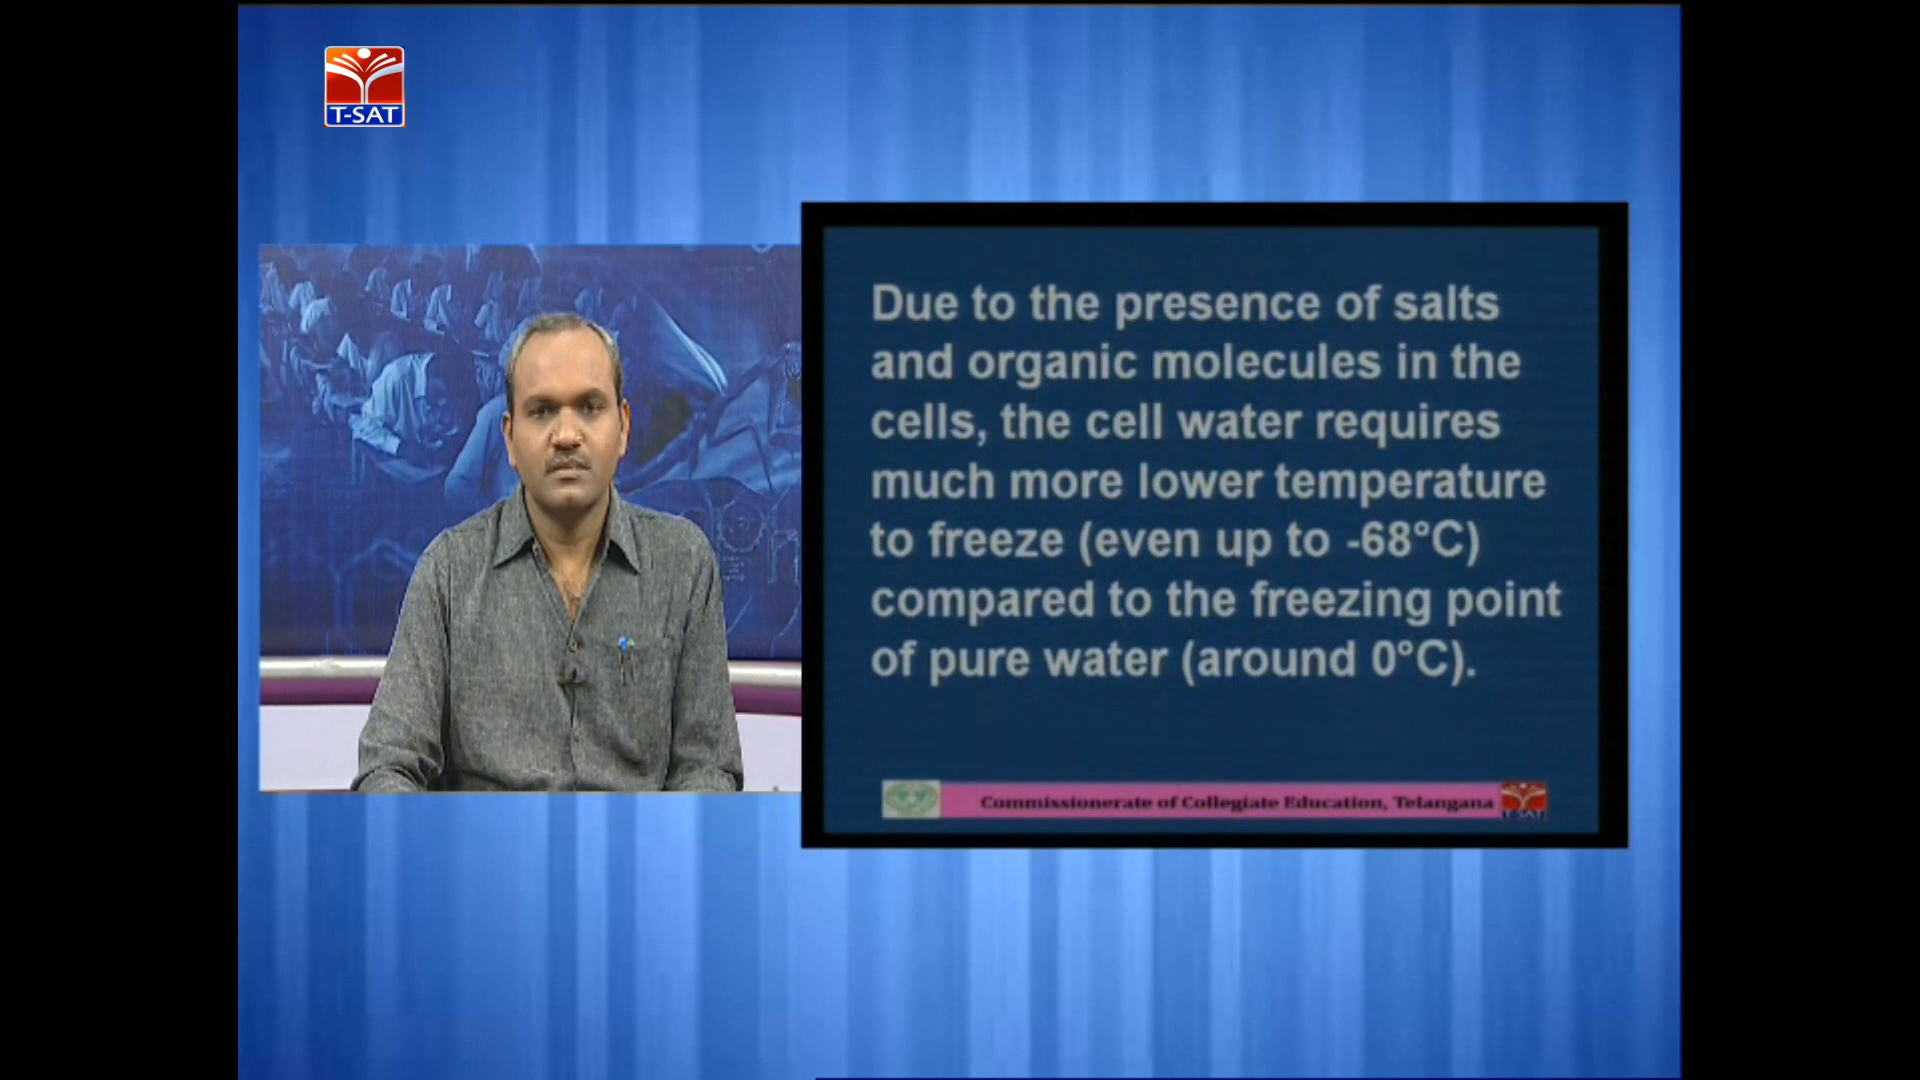 T-SAT
Due to the presence of salts
and organic molecules in the
cells, the cell water requires
much more lower temperature
to freeze (even up to -68°C)
compared to the freezing point
of pure water (around 0°C).
Commissionerate of Collegiate Education, Telangana
T-SAT